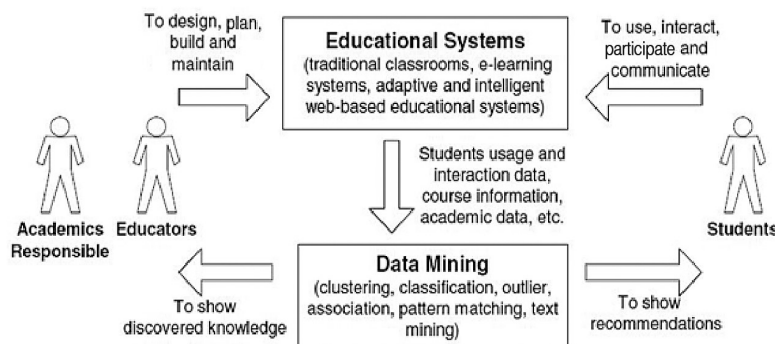 To design, plan,
build and
maintain
Educational Systems
(traditional classrooms, e-learning
systems, adaptive and intelligent
web-based educational systems)
To use, interact,
participate and
communicate
Academics
Responsible
Educators
Students usage and
interaction data,
course information,
academic data, etc.
Students
To show
discovered knowledge
Data Mining
(clustering, classification, outlier,
association, pattern matching, text
mining)
To show
recommendations